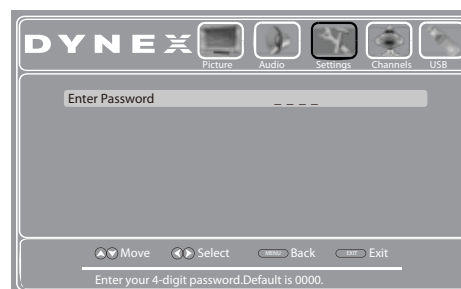 DYNEX
Picture Audio Settings Channels USB
Enter Password _ _ _ _
Move Select MENU Back EXIT Exit
Enter your 4-digit password.Default is 0000.